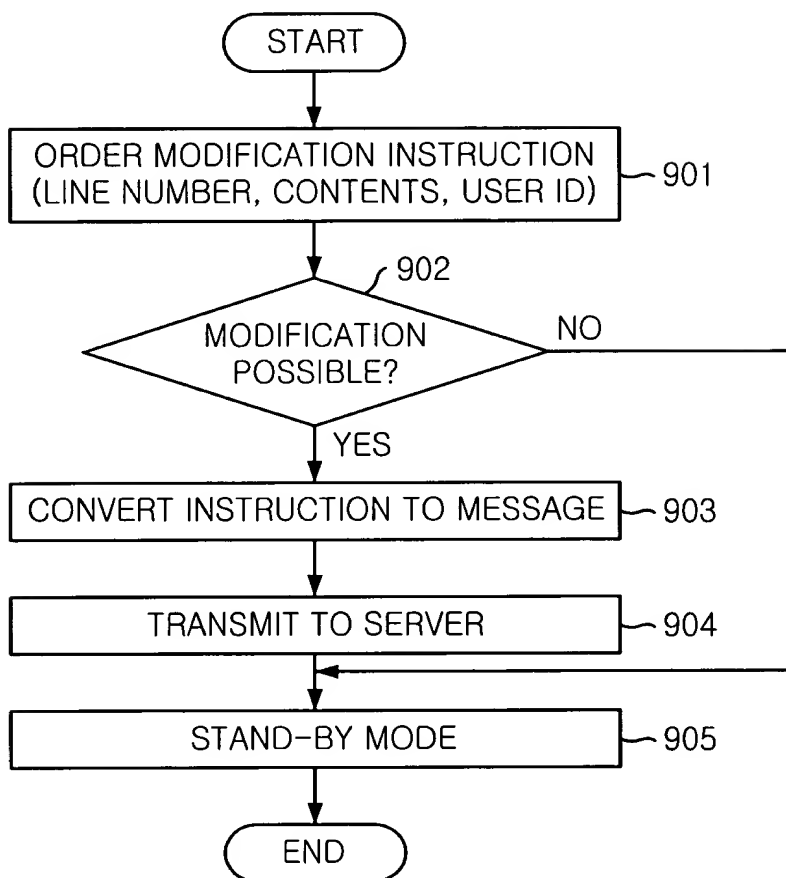 START
ORDER MODIFICATION INSTRUCTION
(LINE NUMBER, CONTENTS, USER ID)
901
902
MODIFICATION
POSSIBLE?
NO
YES
CONVERT INSTRUCTION TO MESSAGE
903
TRANSMIT TO SERVER
904
STAND-BY MODE
905
END